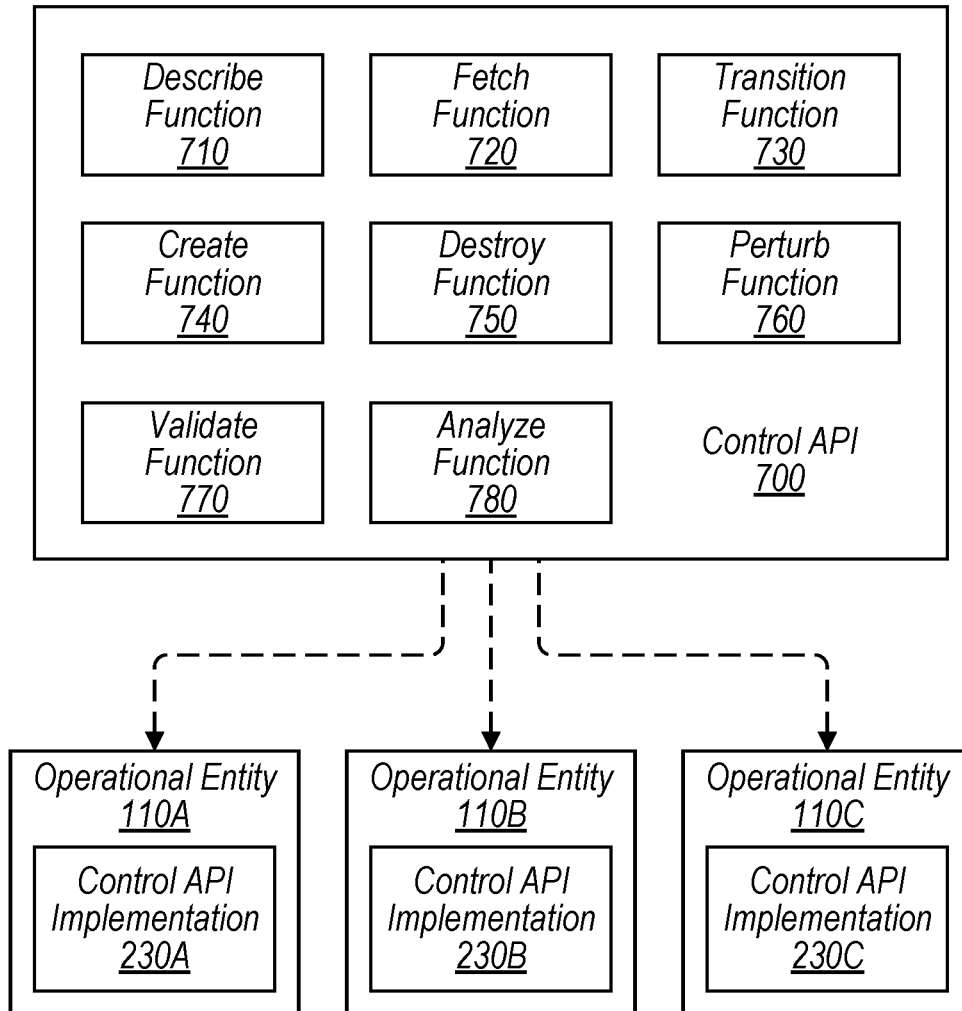 Describe
Function
710
Fetch
Function
720
Transition
Function
730
Create
Function
740
Destroy
Function
750
Perturb
Function
760
Validate
Function
770
Analyze
Function
780
Control API
700
Operational Entity
110A
Control API
Implementation
230A
Operational Entity
110B
Control API
Implementation
230B
Operational Entity
110C
Control API
Implementation
230C